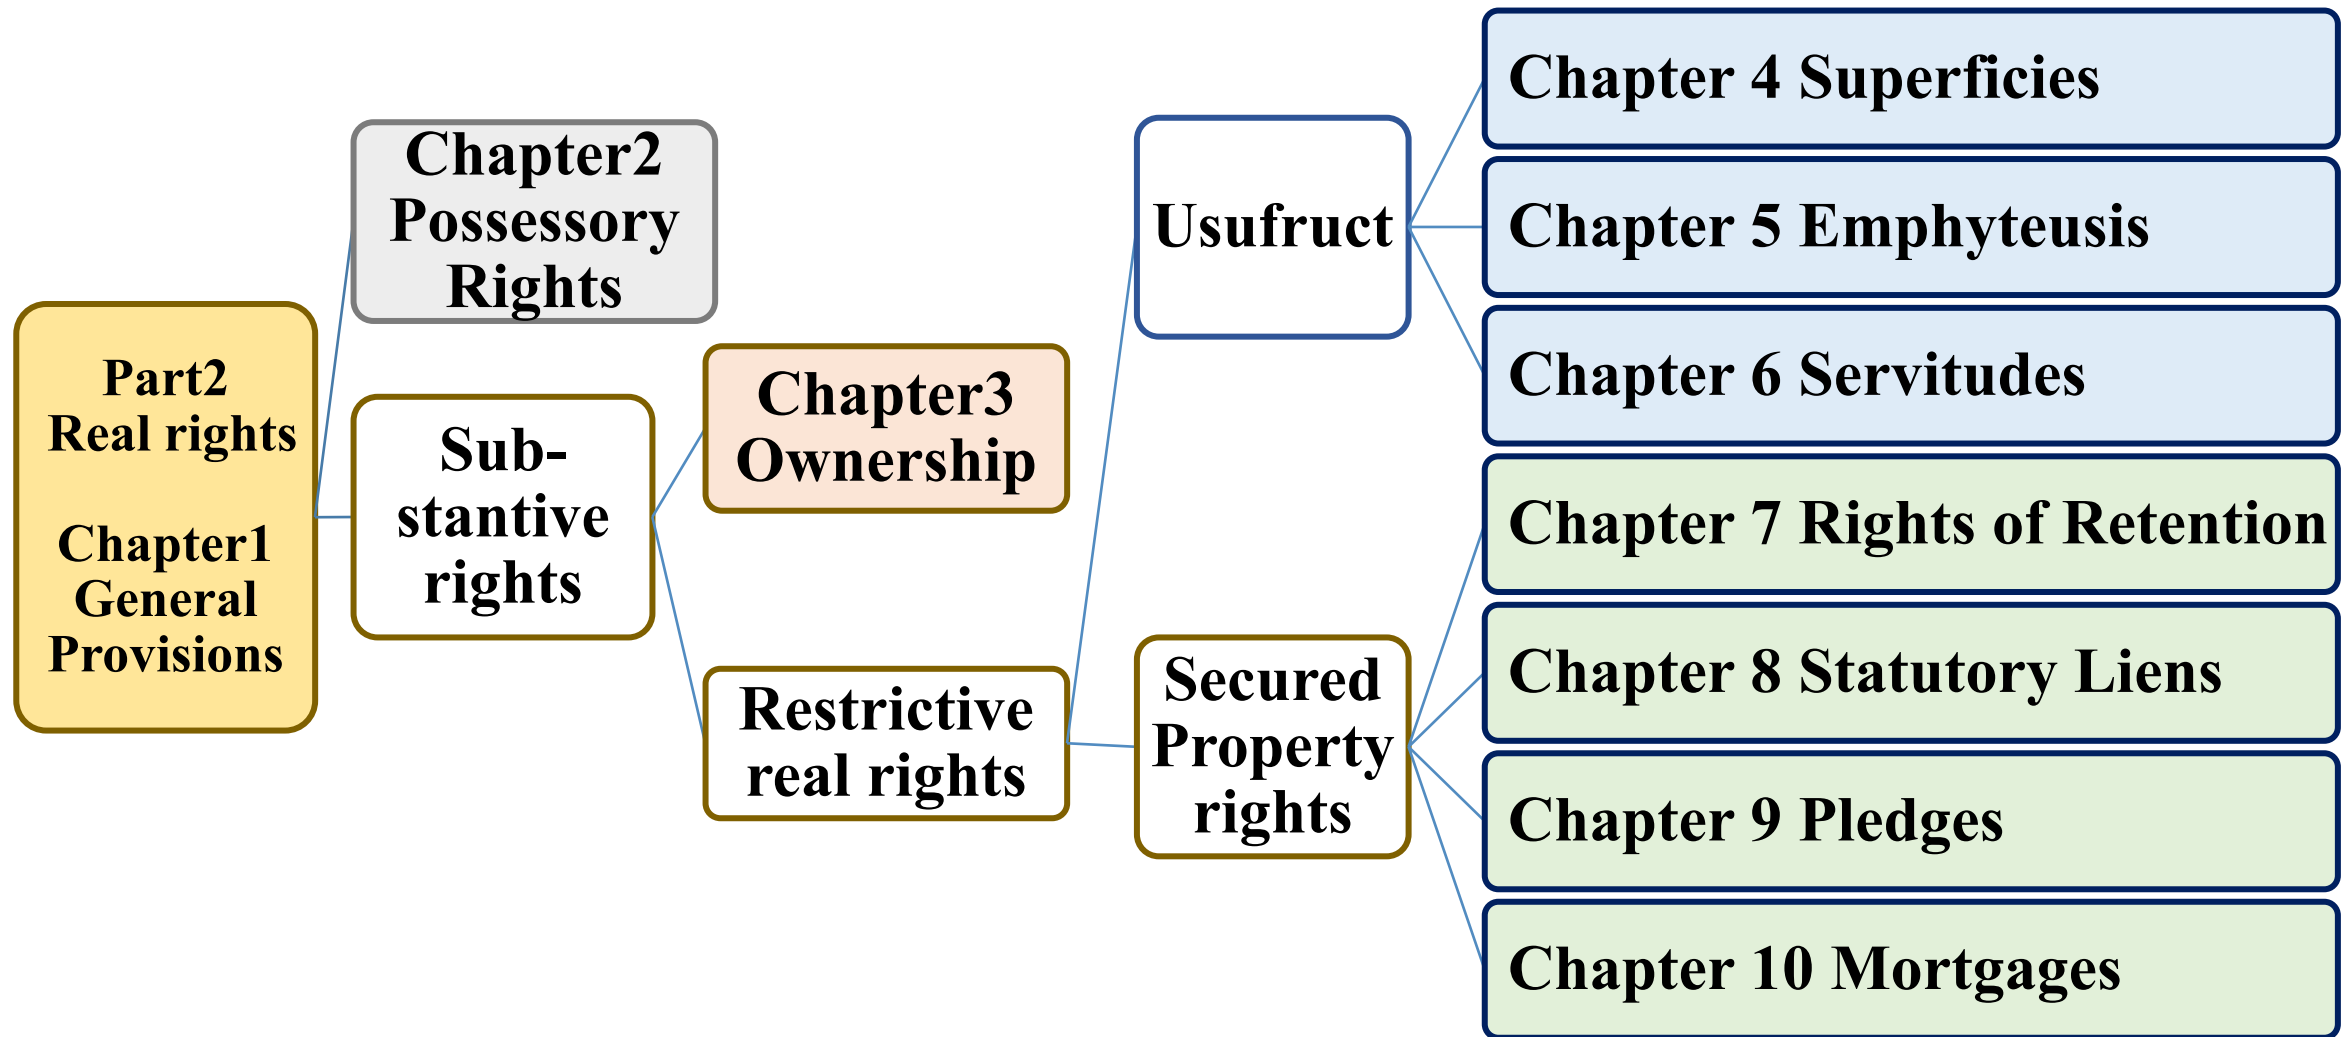 Part2
Real rights
Chapter1
General
Provisions
Chapter2
Possessory
Rights
Sub-
stantive
rights
Chapter3
Ownership
Restrictive
real rights
Usufruct
Secured
Property
rights
Chapter 4 Superficies
Chapter 5 Emphyteusis
Chapter 6 Servitudes
Chapter 7 Rights of Retention
Chapter 8 Statutory Liens
Chapter 9 Pledges
Chapter 10 Mortgages